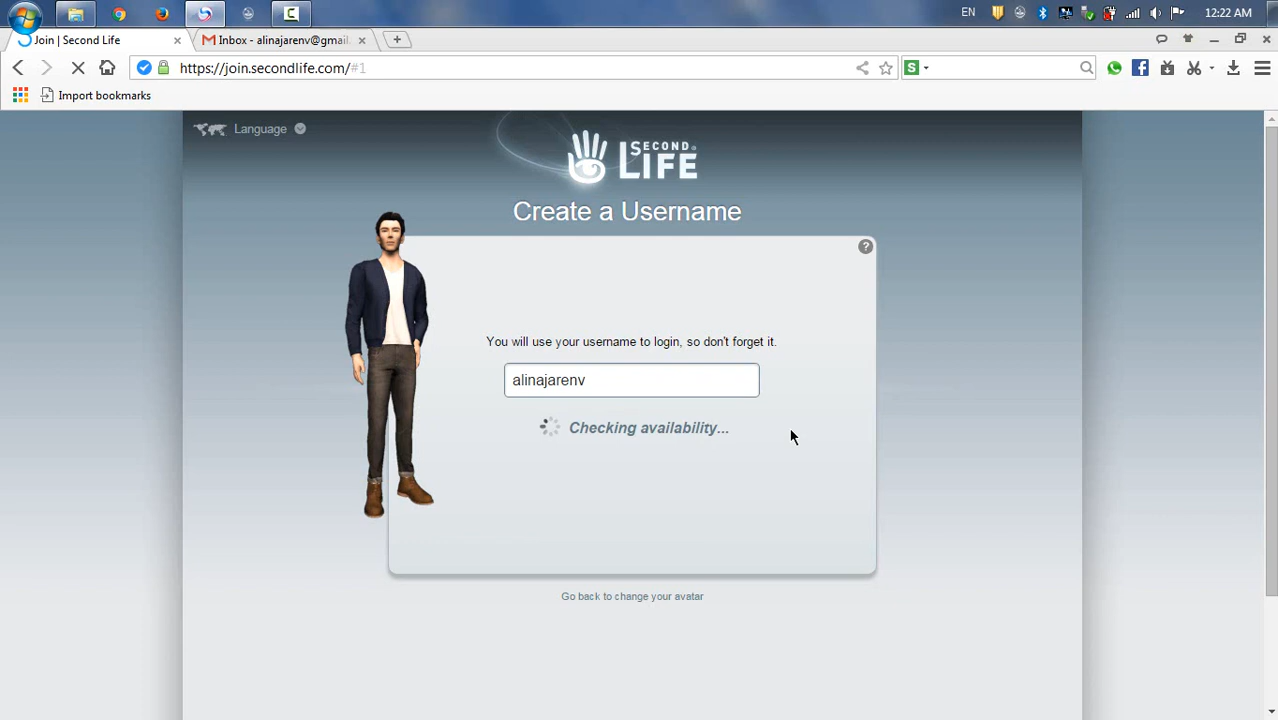 EN
12:22 AM
Join | Second Life
Inbox - alinajarenv@gmail.
https://join.secondlife.com/#1
S
Import bookmarks
Language
SECOND LIFE
Create a Username
?
You will use your username to login, so don't forget it.
alinajarenv
Checking availability...
Go back to change your avatar